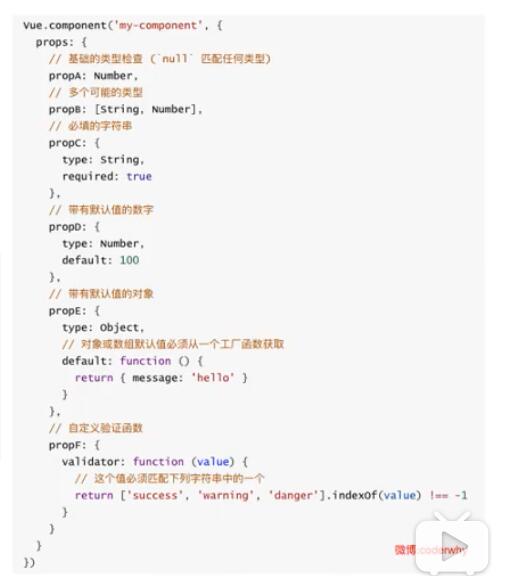 Vue.component('my-component', {
  props: {
    // 基础的类型检查 (`null` 匹配任何类型)
    propA: Number,
    // 多个可能的类型
    propB: [String, Number],
    // 必填的字符串
    propC: {
      type: String,
      required: true
    },
    // 带有默认值的数字
    propD: {
      type: Number,
      default: 100
    },
    // 带有默认值的对象
    propE: {
      type: Object,
      // 对象或数组默认值必须从一个工厂函数获取
      default: function () {
        return { message: 'hello' }
      }
    },
    // 自定义验证函数
    propF: {
      validator: function (value) {
        // 这个值必须匹配下列字符串中的一个
        return ['success', 'warning', 'danger'].indexOf(value) !== -1
      }
    }
  }
})
微博:coderwhy